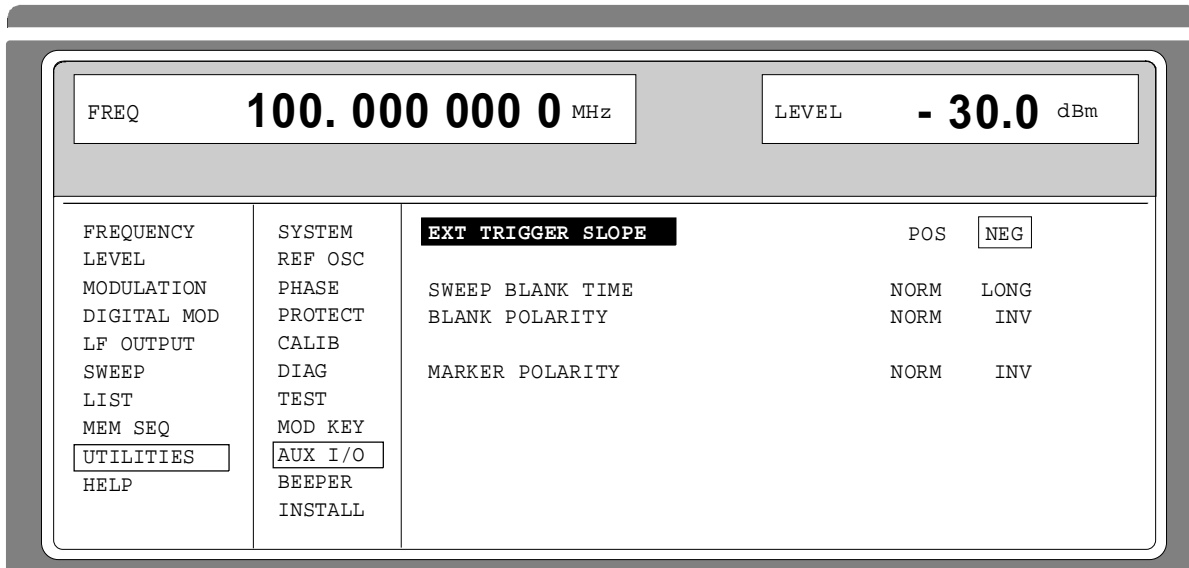 FREQ 100. 000 000 0 MHz LEVEL - 30.0 dBm
FREQUENCY SYSTEM EXT TRIGGER SLOPE POS NEG
LEVEL REF OSC
MODULATION PHASE SWEEP BLANK TIME NORM LONG
DIGITAL MOD PROTECT BLANK POLARITY NORM INV
LF OUTPUT CALIB
SWEEP DIAG MARKER POLARITY NORM INV
LIST TEST
MEM SEQ MOD KEY
UTILITIES AUX I/O
HELP BEEPER
INSTALL